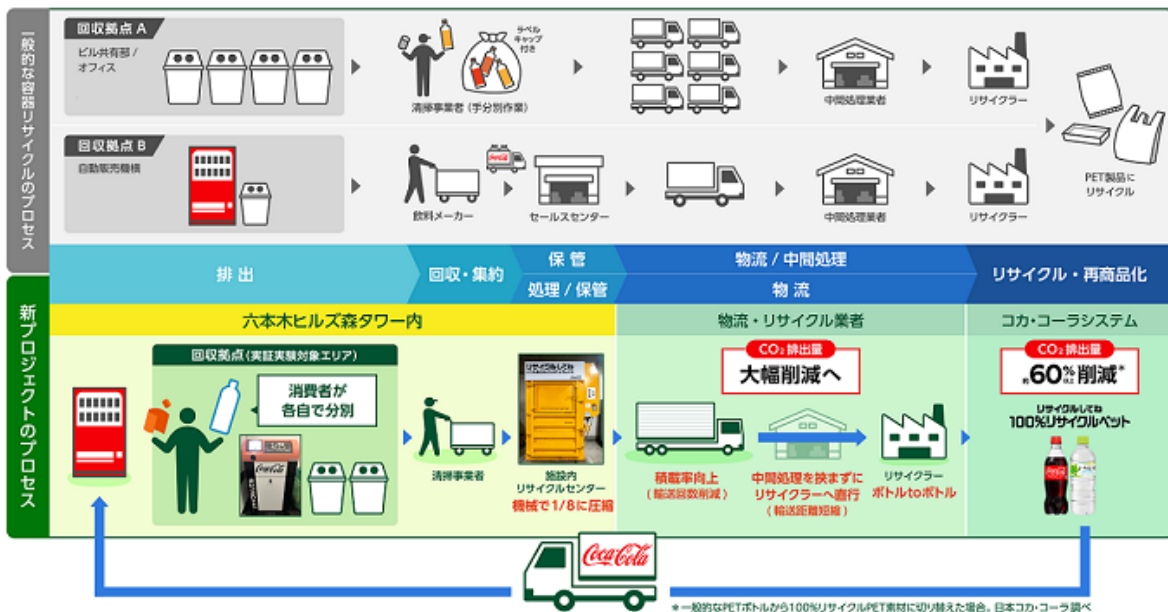 一般的な容器リサイクルのプロセス
回収拠点 A
ビル共有部 /
オフィス
ラベル
キャップ
付き
清掃事業者 (手分別作業)
中間処理業者
リサイクラー
回収拠点 B
自動販売機横
飲料メーカー
Coca-Cola
セールスセンター
中間処理業者
リサイクラー
PET製品に
リサイクル
排出
回収・集約
保管
処理 / 保管
物流 / 中間処理
物流
リサイクル・再商品化
新プロジェクトのプロセス
六本木ヒルズ森タワー内
回収拠点 (実証実験対象エリア)
消費者が
各自で分別
Coca-Cola
清掃事業者
リサイクルしてね
施設内
リサイクルセンター
機械で1/8に圧縮
物流・リサイクル業者
CO₂ 排出量
大幅削減へ
積載率向上
(輸送回数削減)
中間処理を挟まずに
リサイクラーへ直行
(輸送距離短縮)
リサイクラー
ボトルtoボトル
コカ・コーラシステム
CO₂ 排出量
約60%以上削減*
リサイクルしてね
100%リサイクルペット
Coca-Cola
Coca-Cola
*一般的なPETボトルから100%リサイクルPET素材に切り替えた場合。日本コカ・コーラ調べ